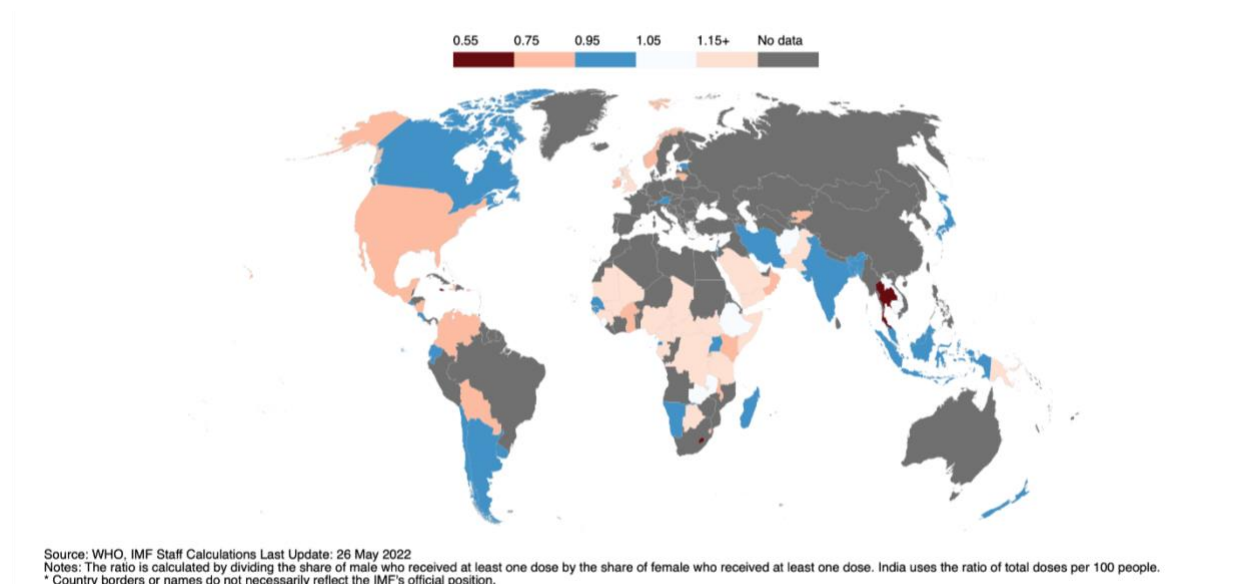 0.55 0.75 0.95 1.05 1.15+ No data
Source: WHO, IMF Staff Calculations Last Update: 26 May 2022
Notes: The ratio is calculated by dividing the share of male who received at least one dose by the share of female who received at least one dose. India uses the ratio of total doses per 100 people.
* Country borders or names do not necessarily reflect the IMF's official position.